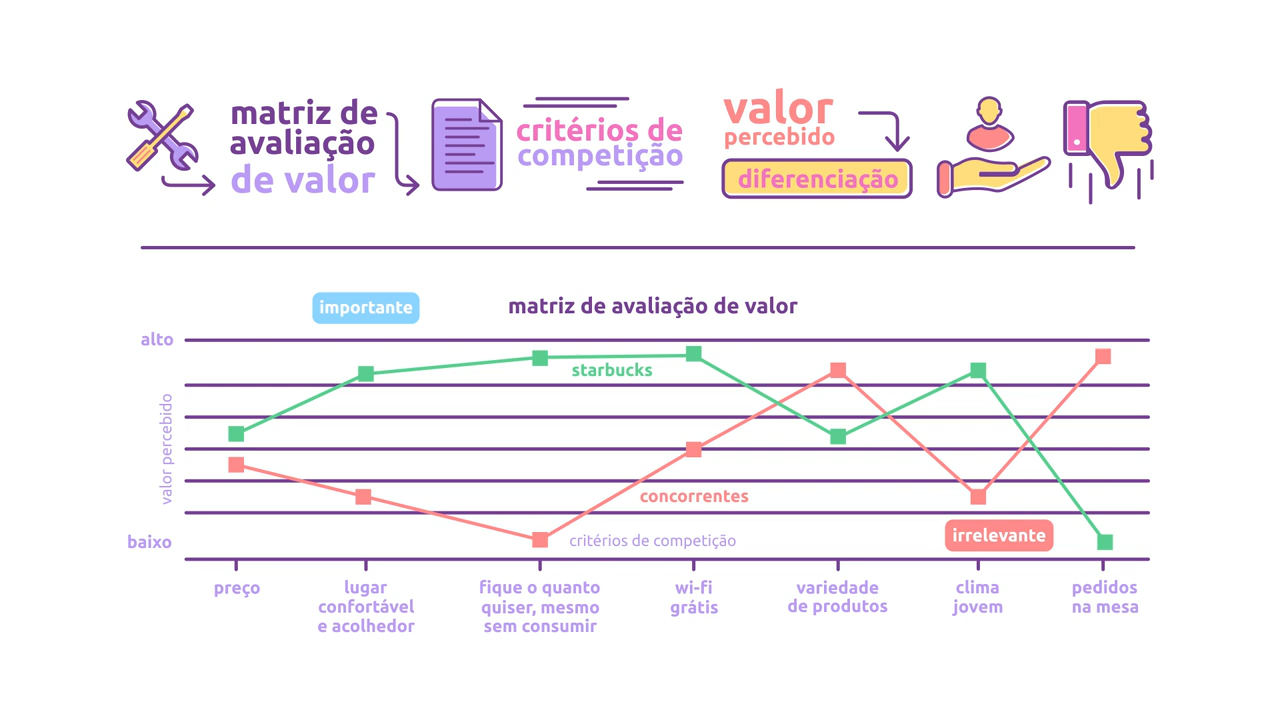 matriz de
avaliação
de valor
critérios de
competição
valor
percebido
diferenciação
importante
matriz de avaliação de valor
alto
starbucks
valor percebido
concorrentes
irrelevante
baixo
critérios de competição
preço
lugar
confortável
e acolhedor
fique o quanto
quiser, mesmo
sem consumir
wi-fi
grátis
variedade
de produtos
clima
jovem
pedidos
na mesa